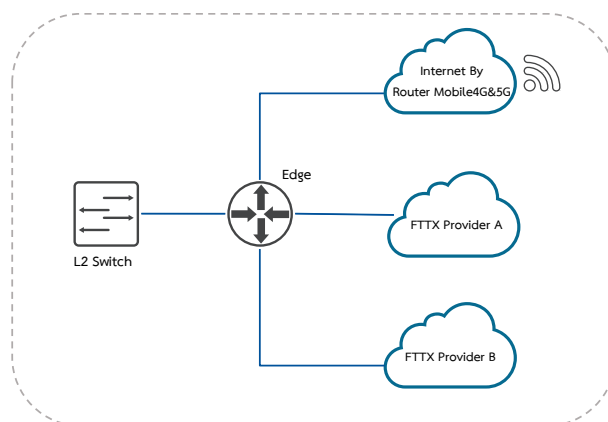 Internet By
Router Mobile4G&5G
Edge
FTTX Provider A
L2 Switch
FTTX Provider B